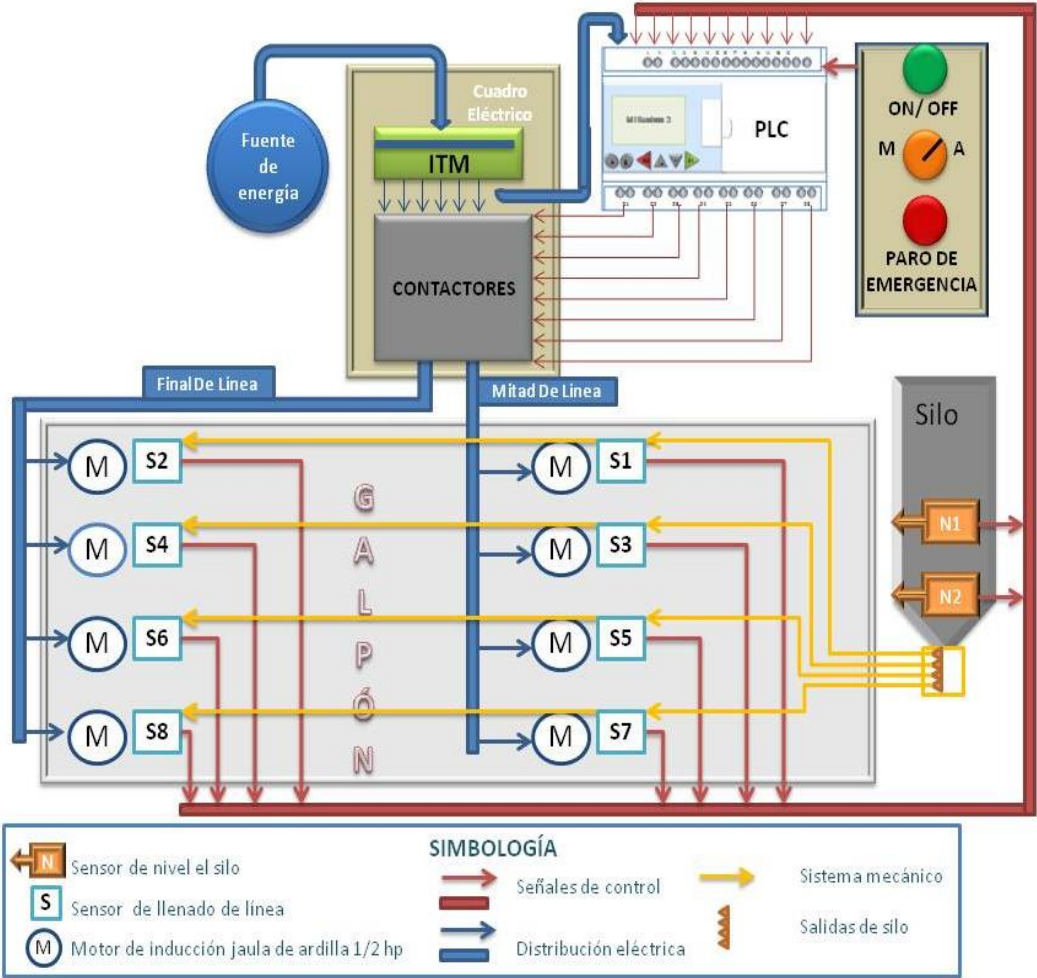 Cuadro
Eléctrico
Fuente
de
energía
ITM
CONTACTORES
PLC
ON/ OFF
M A
PARO DE
EMERGENCIA
Final De Linea
Mitad De Linea
Silo
N1
N2
M S2 M S1
M S4 M S3
M S6 M S5
M S8 M S7
GALPÓN
SIMBOLOGÍA
N Sensor de nivel el silo
S Sensor de llenado de línea
M Motor de inducción jaula de ardilla 1/2 hp
Señales de control
Distribución eléctrica
Sistema mecánico
Salidas de silo